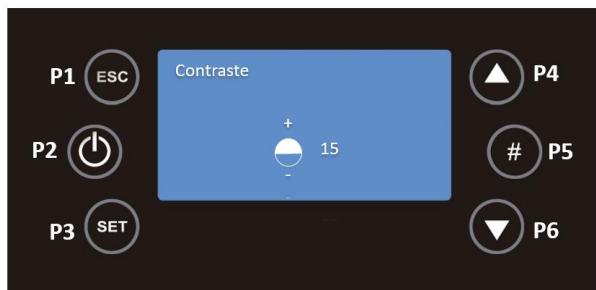 P1 ESC
Contraste
P4
P2
+
15
-
# P5
P3 SET
P6